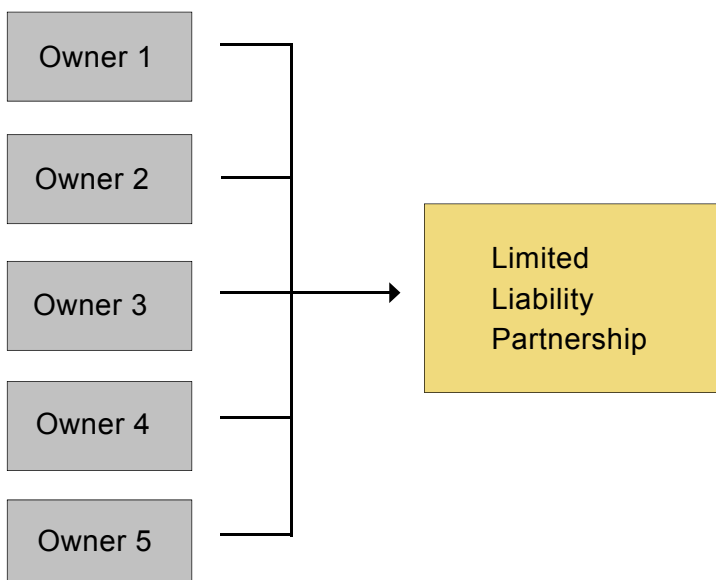 Owner 1
Owner 2
Owner 3
Owner 4
Owner 5
Limited
Liability
Partnership